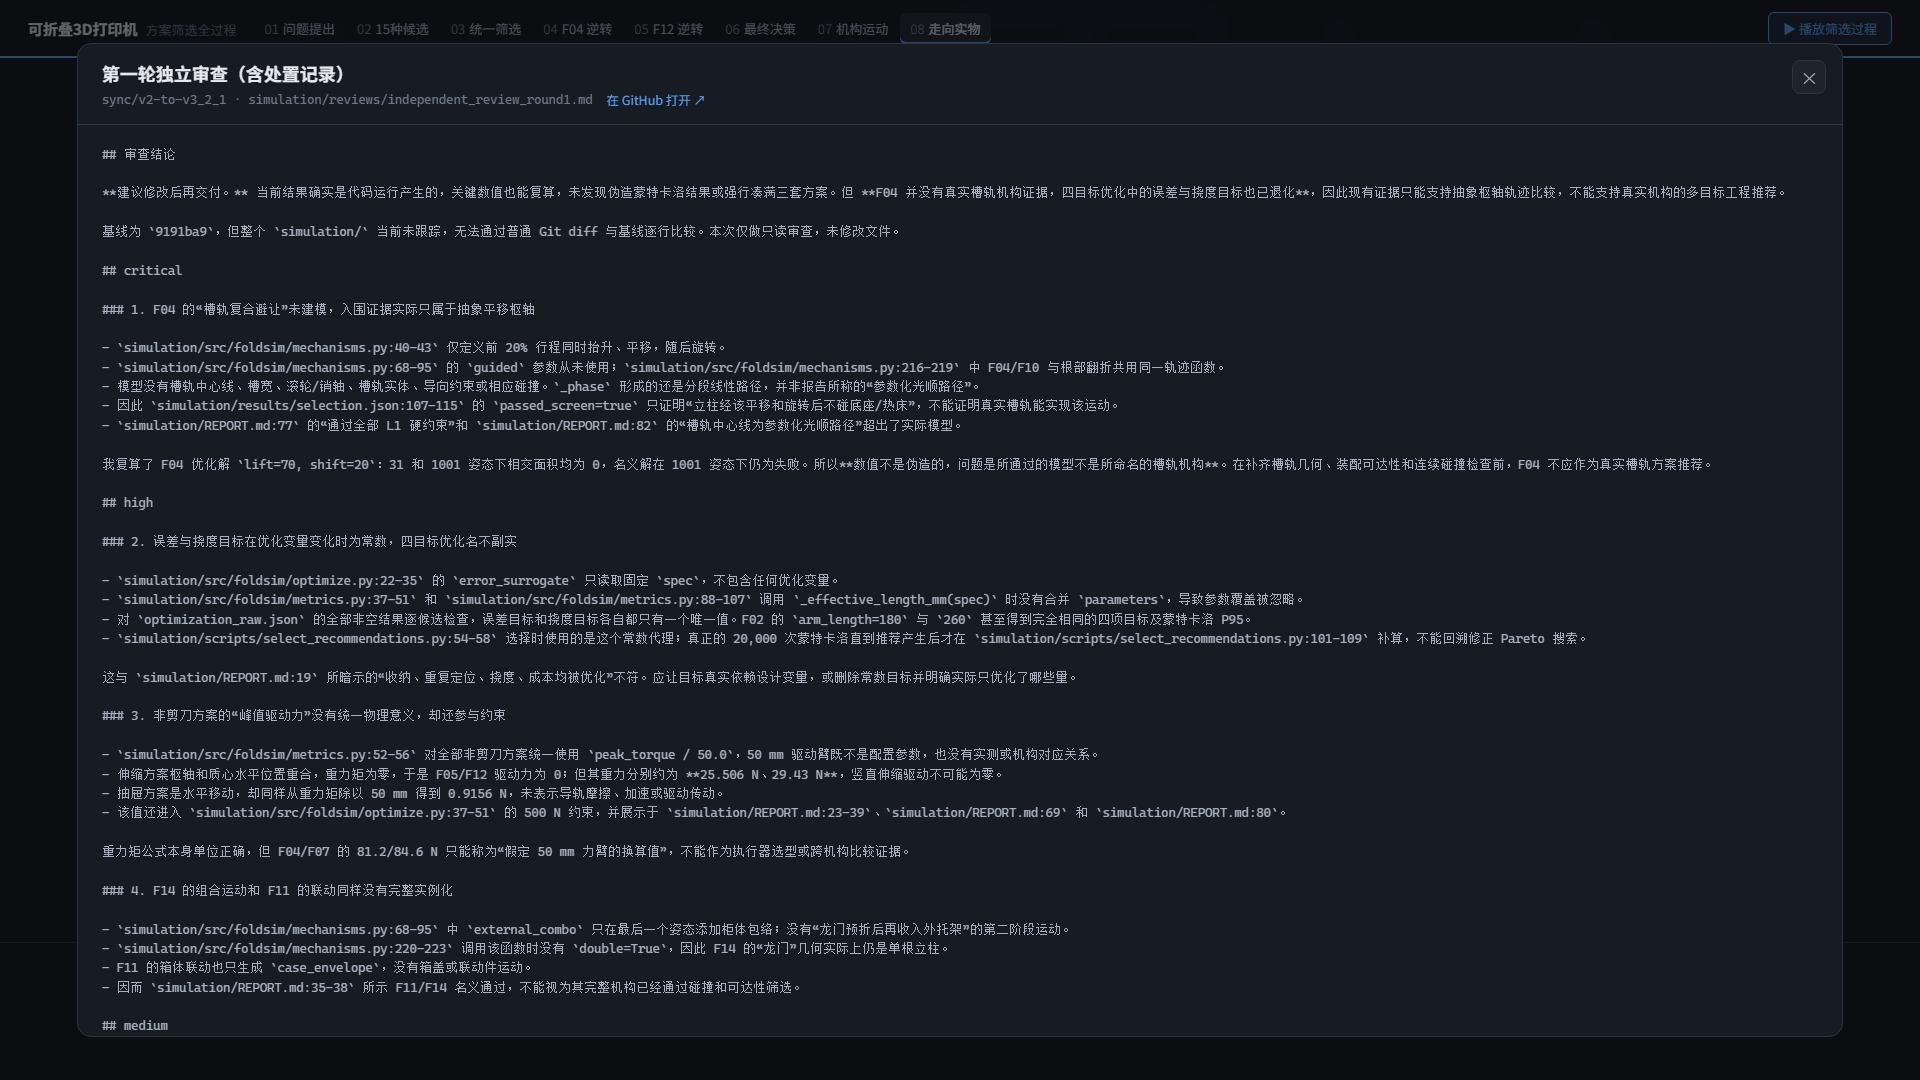 可折叠3D打印机 方案筛选全过程 01 问题提出 02 15种候选 03 统一筛选 04 F04 逆转 05 F12 逆转 06 最终决策 07 机构运动 08 走向实物 ▶ 播放筛选过程
第一轮独立审查（含处置记录）
sync/v2-to-v3_2_1 · simulation/reviews/independent_review_round1.md 在 GitHub 打开 ↗
## 审查结论
**建议修改后再交付。** 当前结果确实是代码运行产生的，关键数值也能复算，未发现伪造蒙特卡洛结果或强行凑满三套方案。但 **F04 并没有真实槽轨机构证据，四目标优化中的误差与挠度目标也已退化**，因此现有证据只能支持抽象枢轴轨迹比较，不能支持真实机构的多目标工程推荐。
基线为 `9191ba9`，但整个 `simulation/` 当前未跟踪，无法通过普通 Git diff 与基线逐行比较。本次仅做只读审查，未修改文件。
## critical
### 1. F04 的“槽轨复合避让”未建模，入围证据实际只属于抽象平移枢轴
- `simulation/src/foldsim/mechanisms.py:40-43` 仅定义前 20% 行程同时抬升、平移，随后旋转。
- `simulation/src/foldsim/mechanisms.py:68-95` 的 `guided` 参数从未使用；`simulation/src/foldsim/mechanisms.py:216-219` 中 F04/F10 与根部翻折共用同一轨迹函数。
- 模型没有槽轨中心线、槽宽、滚轮/销轴、槽轨实体、导向约束或相应碰撞。`_phase` 形成的还是分段线性路径，并非报告所称的“参数化光顺路径”。
- 因此 `simulation/results/selection.json:107-115` 的 `passed_screen=true` 只证明“立柱经该平移和旋转后不碰底座/热床”，不能证明真实槽轨能实现该运动。
- `simulation/REPORT.md:77` 的“通过全部 L1 硬约束”和 `simulation/REPORT.md:82` 的“槽轨中心线为参数化光顺路径”超出了实际模型。
我复算了 F04 优化解 `lift=70, shift=20`：31 和 1001 姿态下相交面积均为 0，名义解在 1001 姿态下仍为失败。所以**数值不是伪造的，问题是所通过的模型不是所命名的槽轨机构**。在补齐槽轨几何、装配可达性和连续碰撞检查前，F04 不应作为真实槽轨方案推荐。
## high
### 2. 误差与挠度目标在优化变量变化时为常数，四目标优化名不副实
- `simulation/src/foldsim/optimize.py:22-35` 的 `error_surrogate` 只读取固定 `spec`，不包含任何优化变量。
- `simulation/src/foldsim/metrics.py:37-51` 和 `simulation/src/foldsim/metrics.py:88-107` 调用 `_effective_length_mm(spec)` 时没有合并 `parameters`，导致参数覆盖被忽略。
- 对 `optimization_raw.json` 的全部非空结果逐候选检查，误差目标和挠度目标各自都只有一个唯一值。F02 的 `arm_length=180` 与 `260` 甚至得到完全相同的四项目标及蒙特卡洛 P95。
- `simulation/scripts/select_recommendations.py:54-58` 选择时使用的是这个常数代理；真正的 20,000 次蒙特卡洛直到推荐产生后才在 `simulation/scripts/select_recommendations.py:101-109` 补算，不能回溯修正 Pareto 搜索。
这与 `simulation/REPORT.md:19` 所暗示的“收纳、重复定位、挠度、成本均被优化”不符。应让目标真实依赖设计变量，或删除常数目标并明确实际只优化了哪些量。
### 3. 非剪刀方案的“峰值驱动力”没有统一物理意义，却还参与约束
- `simulation/src/foldsim/metrics.py:52-56` 对全部非剪刀方案统一使用 `peak_torque / 50.0`，50 mm 驱动臂既不是配置参数，也没有实测或机构对应关系。
- 伸缩方案枢轴和质心水平位置重合，重力矩为零，于是 F05/F12 驱动力为 0；但其重力分别约为 **25.506 N、29.43 N**，竖直伸缩驱动不可能为零。
- 抽屉方案是水平移动，却同样从重力矩除以 50 mm 得到 0.9156 N，未表示导轨摩擦、加速或驱动传动。
- 该值还进入 `simulation/src/foldsim/optimize.py:37-51` 的 500 N 约束，并展示于 `simulation/REPORT.md:23-39`、`simulation/REPORT.md:69` 和 `simulation/REPORT.md:80`。
重力矩公式本身单位正确，但 F04/F07 的 81.2/84.6 N 只能称为“假定 50 mm 力臂的换算值”，不能作为执行器选型或跨机构比较证据。
### 4. F14 的组合运动和 F11 的联动同样没有完整实例化
- `simulation/src/foldsim/mechanisms.py:68-95` 中 `external_combo` 只在最后一个姿态添加柜体包络；没有“龙门预折后再收入外托架”的第二阶段运动。
- `simulation/src/foldsim/mechanisms.py:220-223` 调用该函数时没有 `double=True`，因此 F14 的“龙门”几何实际上仍是单根立柱。
- F11 的箱体联动也只生成 `case_envelope`，没有箱盖或联动件运动。
- 因而 `simulation/REPORT.md:35-38` 所示 F11/F14 名义通过，不能视为其完整机构已经通过碰撞和可达性筛选。
## medium